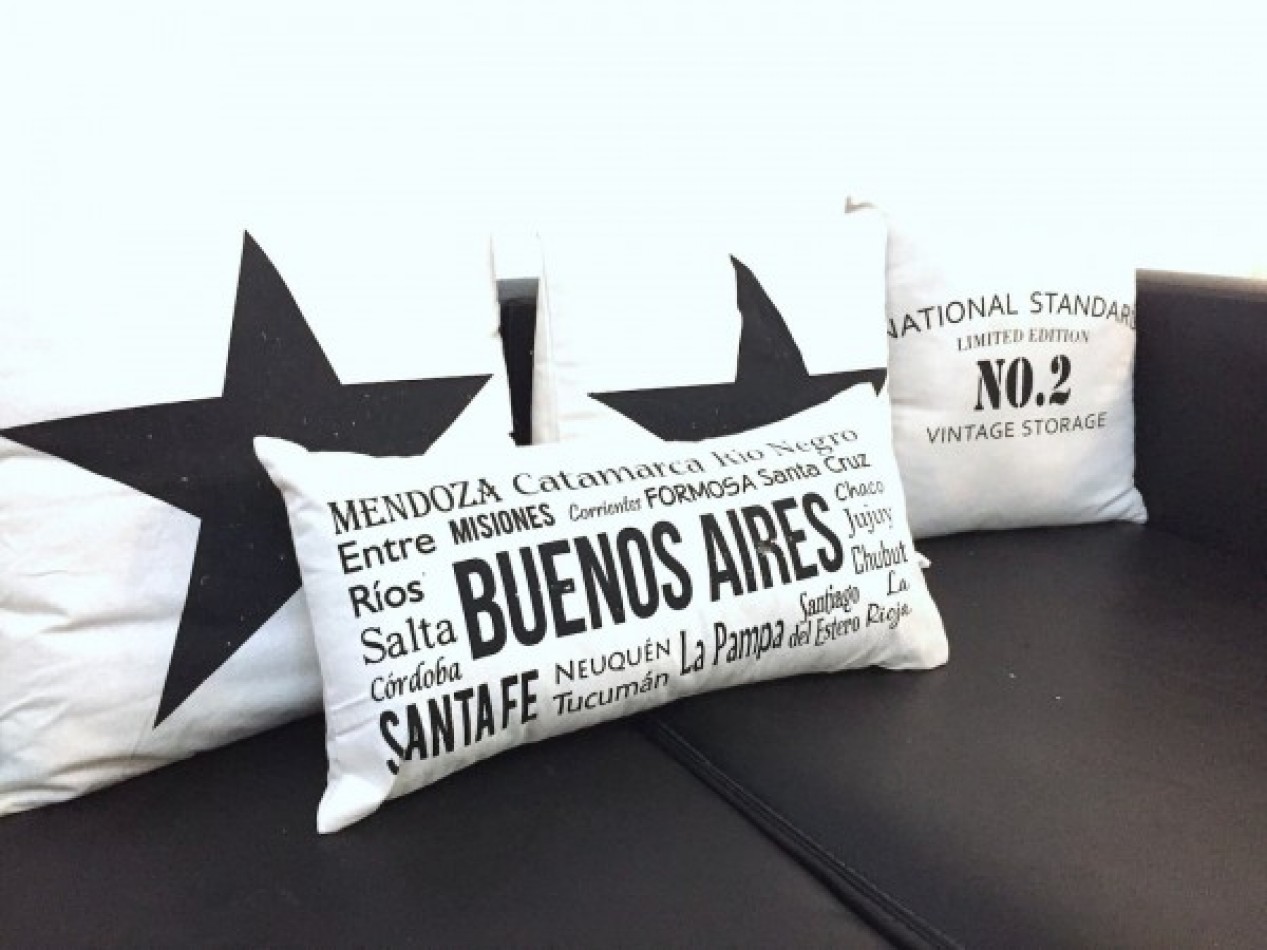 MENDOZA Catamarca Río Negro
Entre MISIONES Corrientes FORMOSA Santa Cruz
Ríos BUENOS AIRES Chaco
Jujuy
Salta Chubut
Córdoba Santiago La
SANTA FE NEUQUÉN La Pampa del Estero Rioja
Tucumán
NATIONAL STANDARD
LIMITED EDITION
NO.2
VINTAGE STORAGE